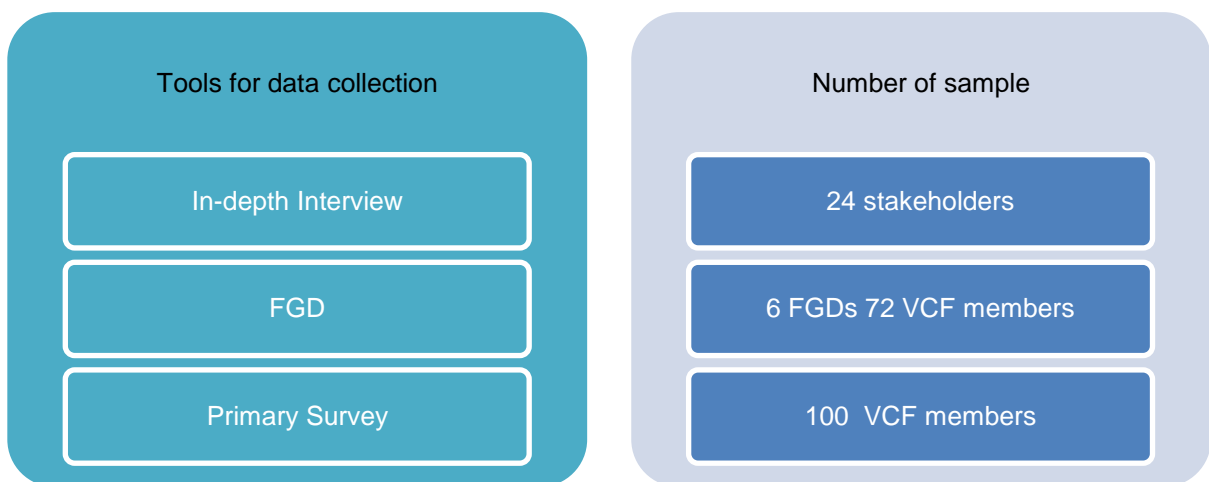 Tools for data collection
In-depth Interview
FGD
Primary Survey
Number of sample
24 stakeholders
6 FGDs 72 VCF members
100 VCF members